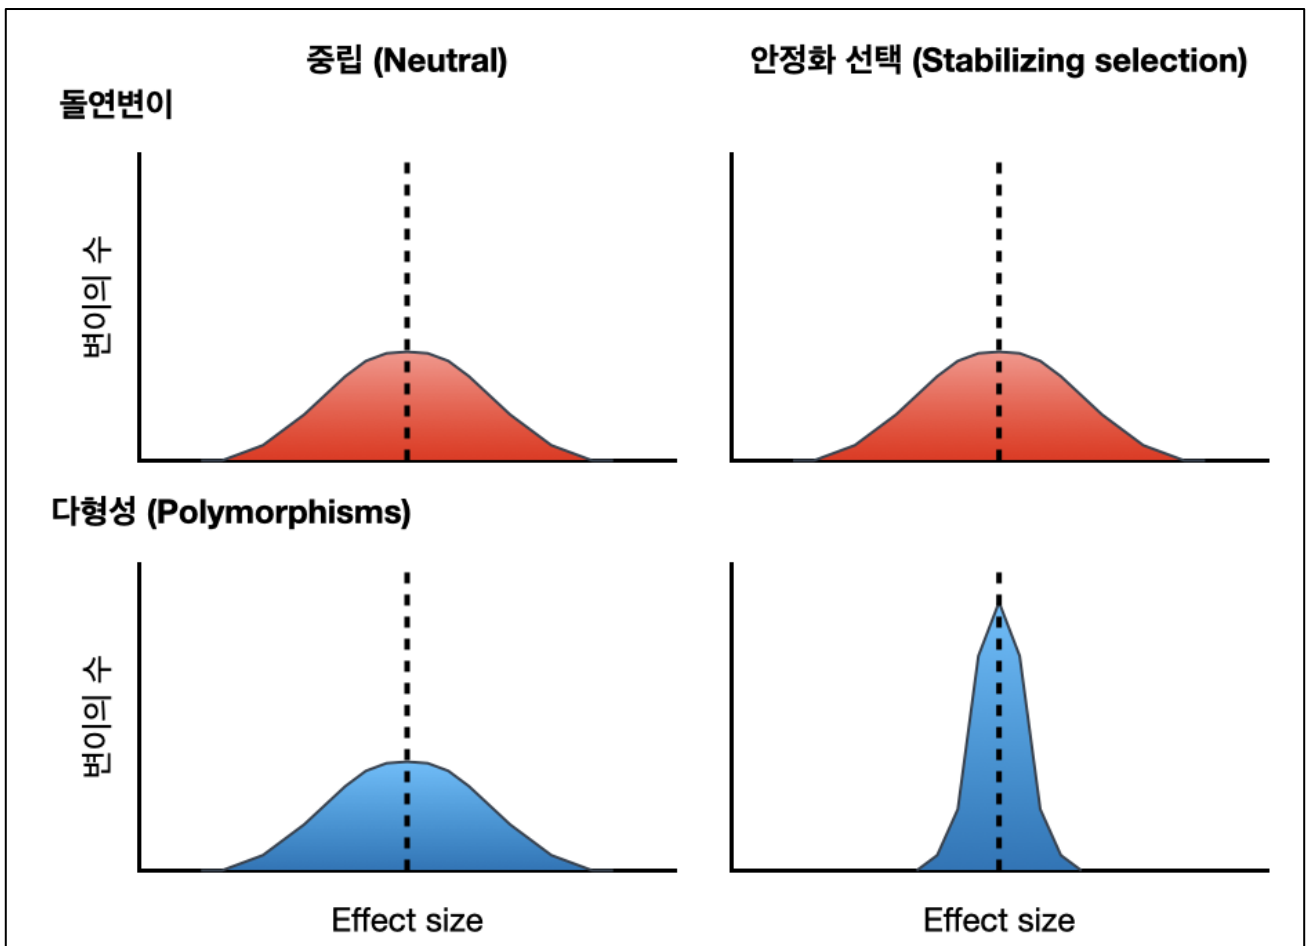 중립 (Neutral)
안정화 선택 (Stabilizing selection)
돌연변이
변이의 수
다형성 (Polymorphisms)
변이의 수
Effect size
Effect size